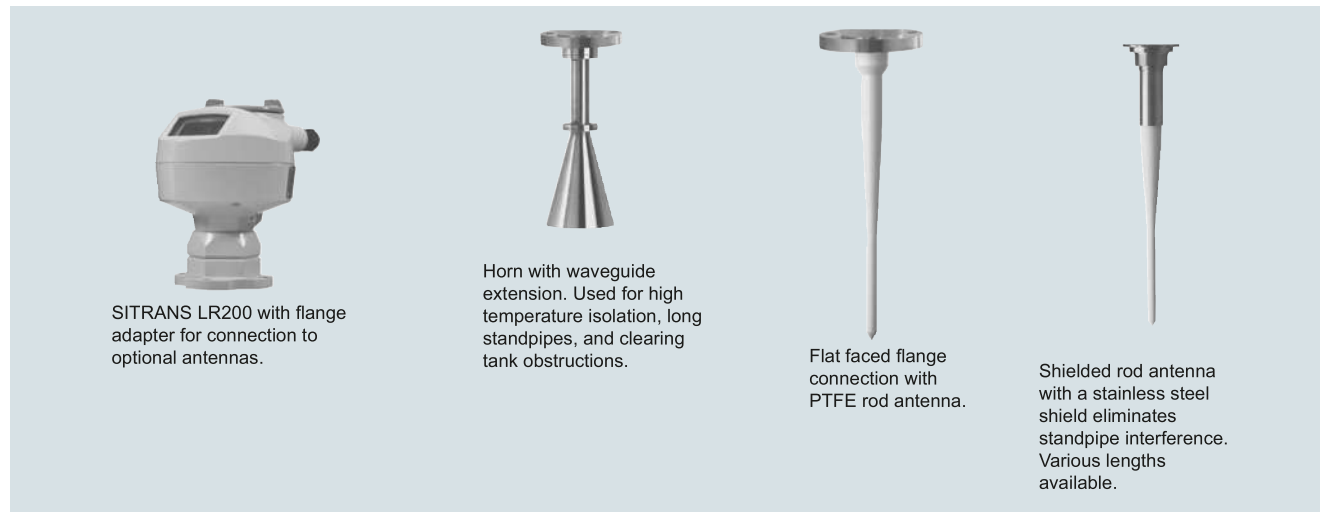 SITRANS LR200 with flange
adapter for connection to
optional antennas.
Horn with waveguide
extension. Used for high
temperature isolation, long
standpipes, and clearing
tank obstructions.
Flat faced flange
connection with
PTFE rod antenna.
Shielded rod antenna
with a stainless steel
shield eliminates
standpipe interference.
Various lengths
available.